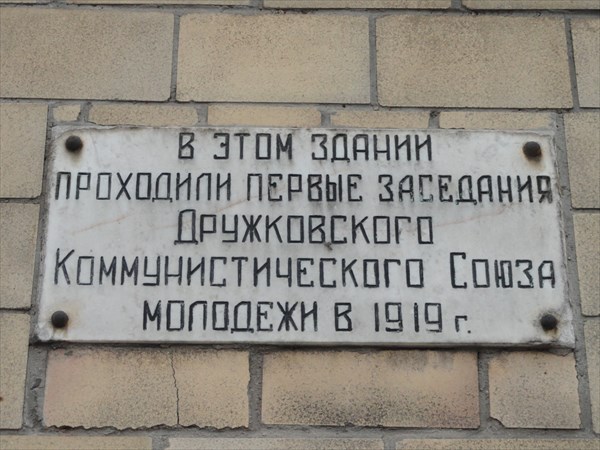 В ЭТОМ ЗДАНИИ
ПРОХОДИЛИ ПЕРВЫЕ ЗАСЕДАНИЯ
ДРУЖКОВСКОГО
КОММУНИСТИЧЕСКОГО СОЮЗА
МОЛОДЕЖИ В 1919 г.